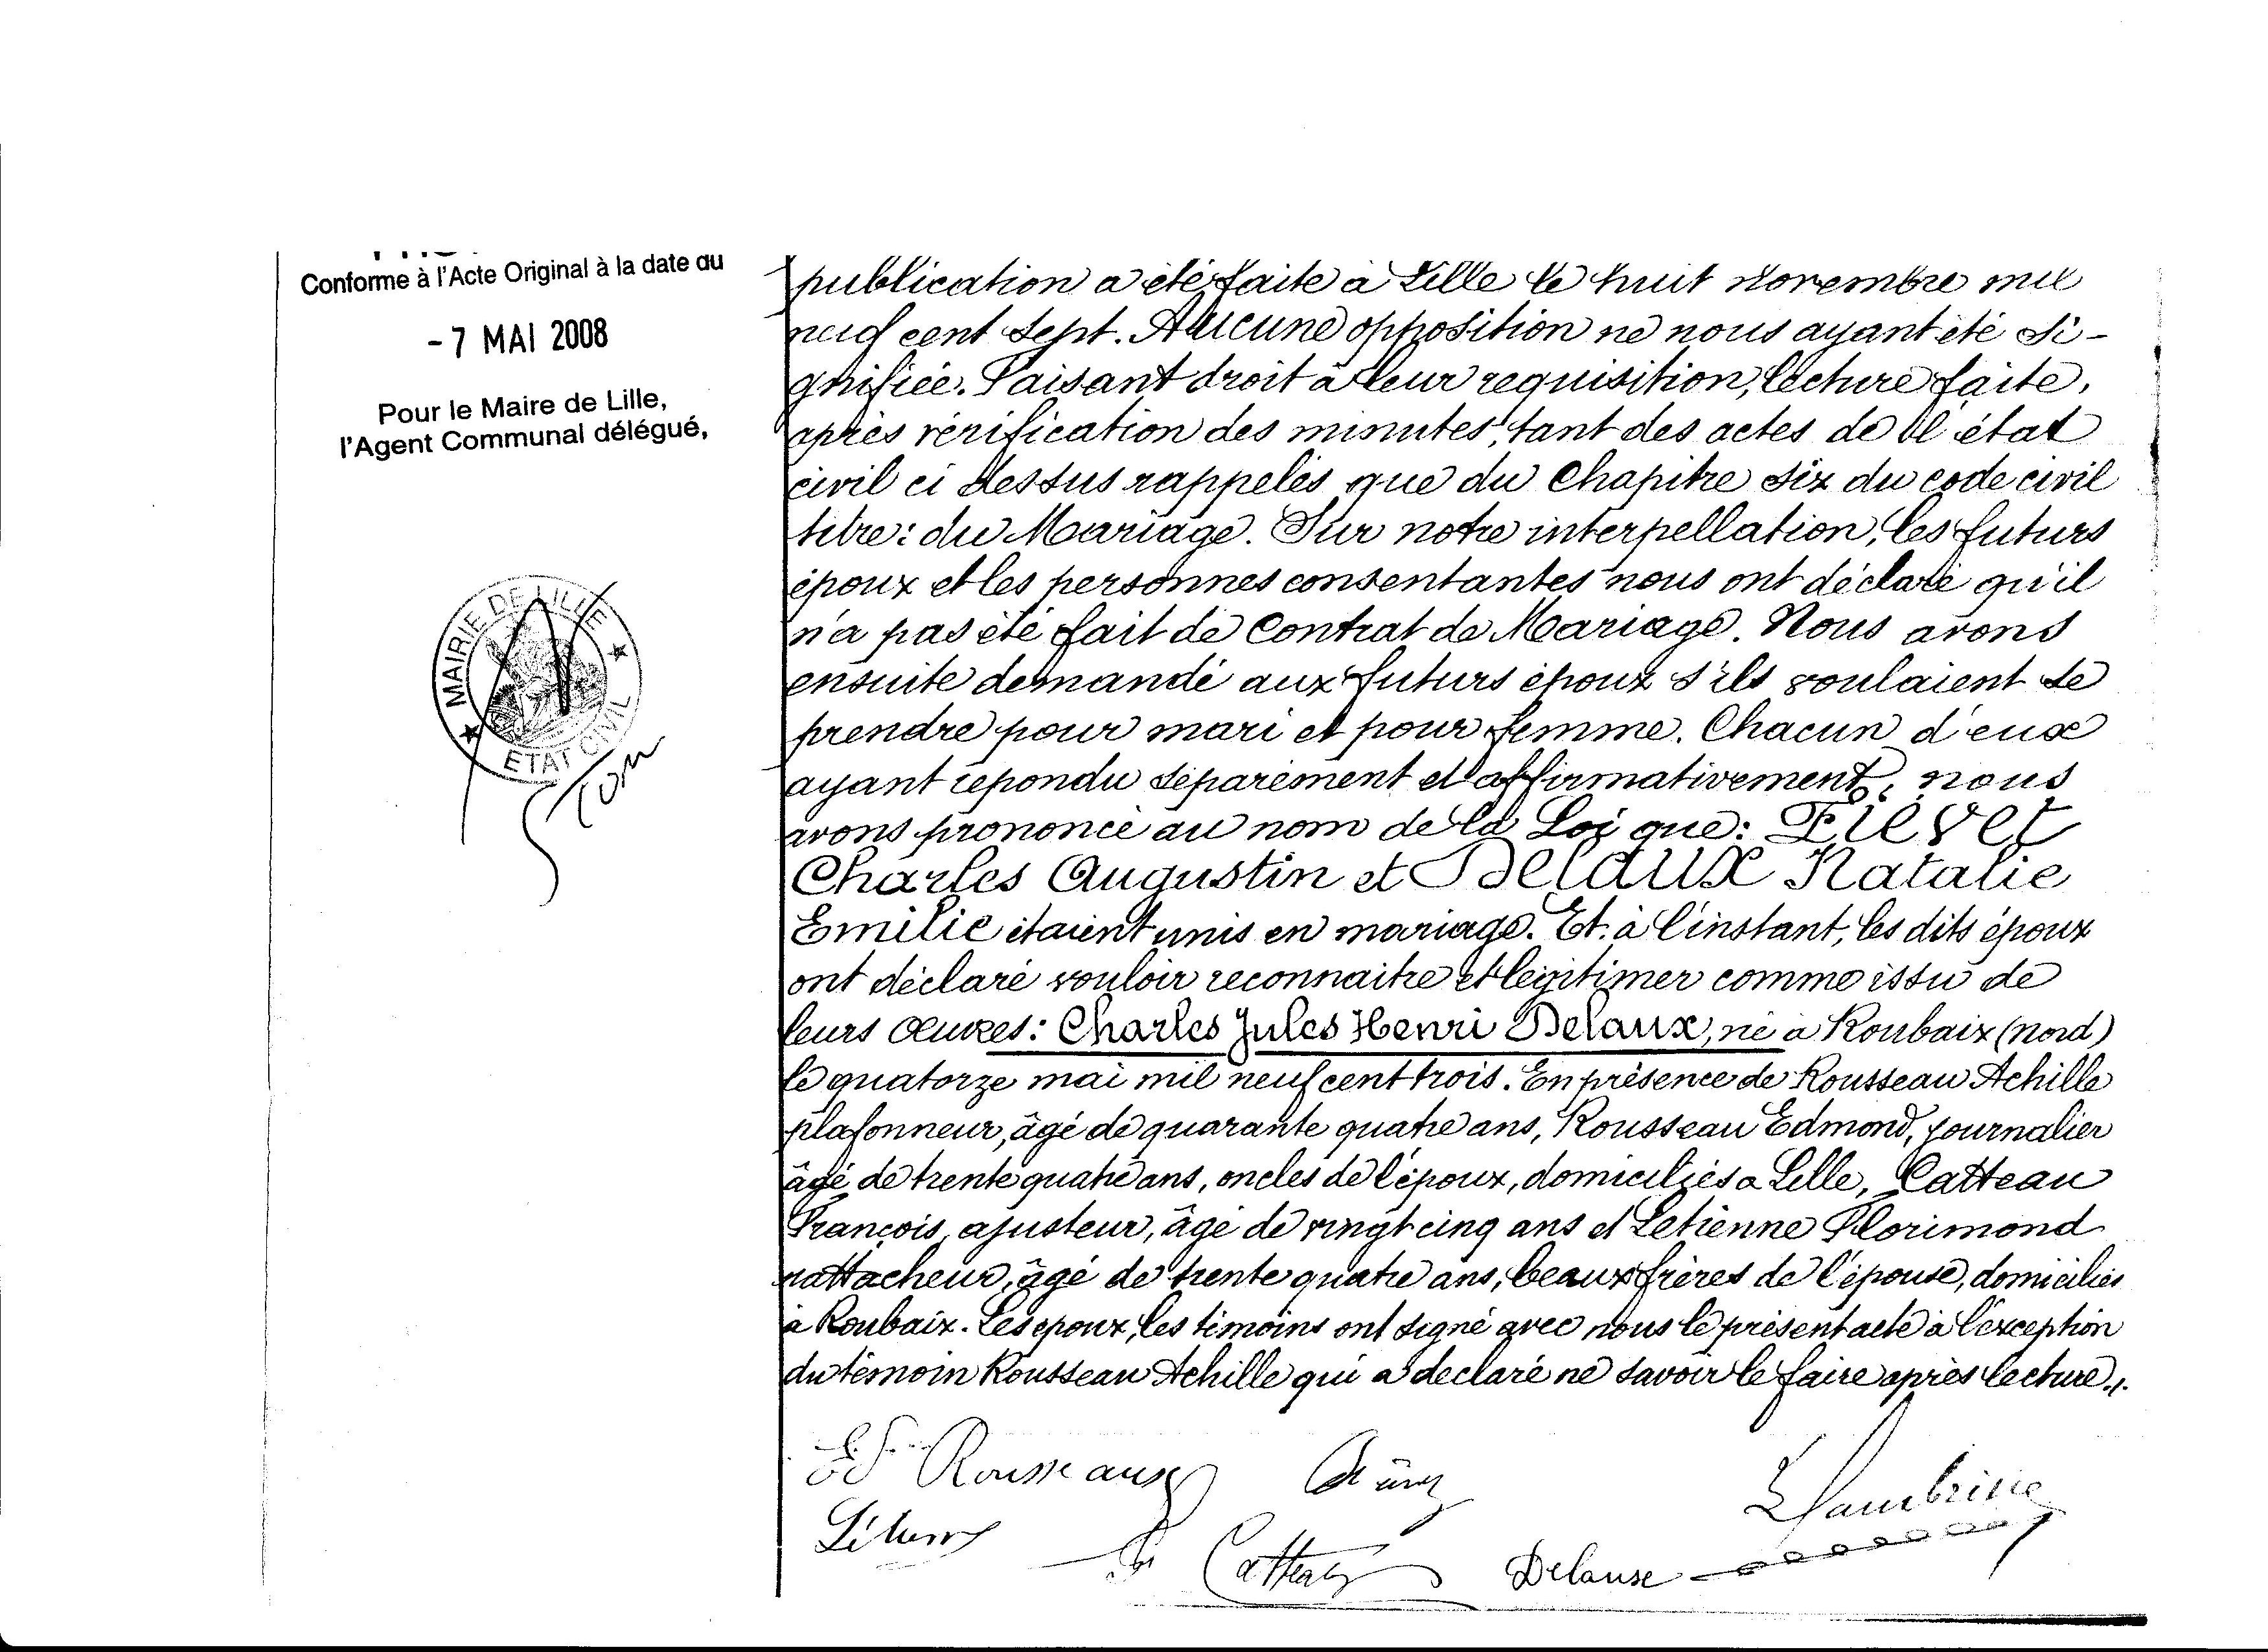 Conforme à l'Acte Original à la date du
-7 MAI 2008
Pour le Maire de Lille,
l'Agent Communal délégué,
MAIRIE DE LILLE
ETAT CIVIL
publication a été faite à Lille le huit Novembre mil
neuf cent sept. Aucune opposition ne nous ayant été si-
gnifiée. Faisant droit à leur requisition, lecture faite,
après vérification des minutes, tant des actes de l'état
civil ci dessus rappelés que du Chapitre six du code civil
titre: du Mariage. Sur notre interpellation, les futurs
époux et les personnes consentantes nous ont déclaré qu'il
n'a pas été fait de Contrat de Mariage. Nous avons
ensuite demandé aux futurs époux s'ils voulaient se
prendre pour mari et pour femme. Chacun d'eux
ayant répondu séparément et affirmativement, nous
avons prononcé au nom de la Loi que: Fiévet
Charles Augustin et Delaux Natalie
Emilie étaient unis en mariage. Et à l'instant, les dits époux
ont déclaré vouloir reconnaitre et légitimer comme issu de
leurs Œuvres: Charles Jules Henri Delaux, né à Roubaix (Nord)
le quatorze mai mil neuf cent trois. En présence de Rousseau Achille
plafonneur, âgé de quarante quatre ans, Rousseau Edmond, journalier
âgé de trente quatre ans, oncles de l'époux, domiciliés à Lille, Catteau
François, ajusteur, âgé de vingt cinq ans et Letienne Florimond
rattacheur, âgé de trente quatre ans, beaux frères de l'épouse, domiciliés
à Roubaix. Les époux, les témoins ont signé avec nous le présent acte à l'exception
du témoin Rousseau Achille qui a déclaré ne savoir le faire après lecture.
Rousseaux
Catteau
Delause